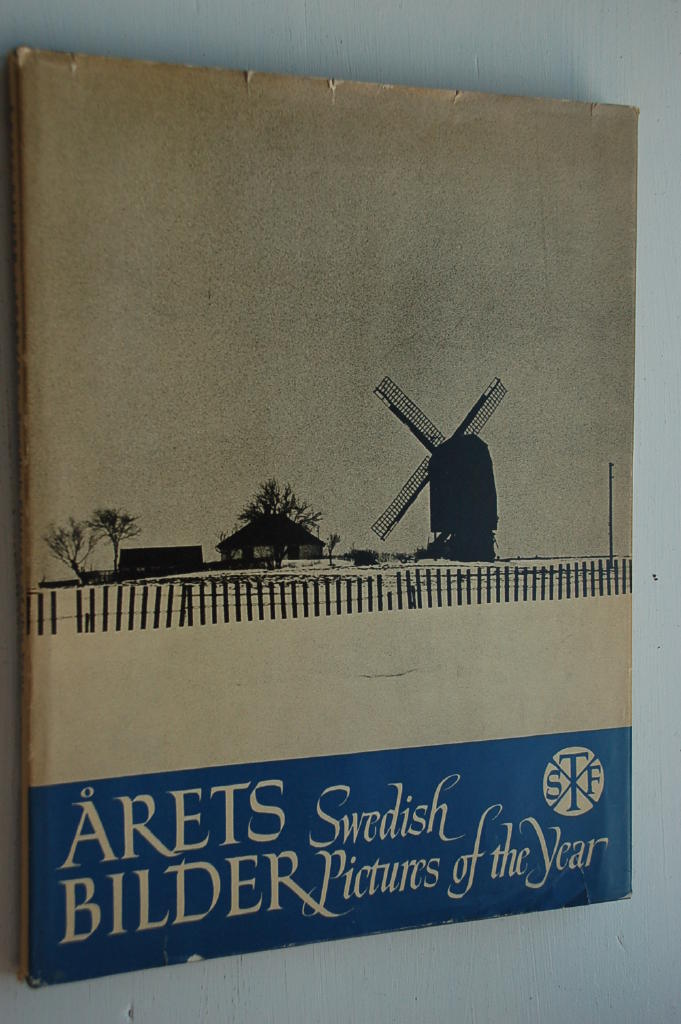 ÅRETS
BILDER
Swedish
Pictures of the Year
STF